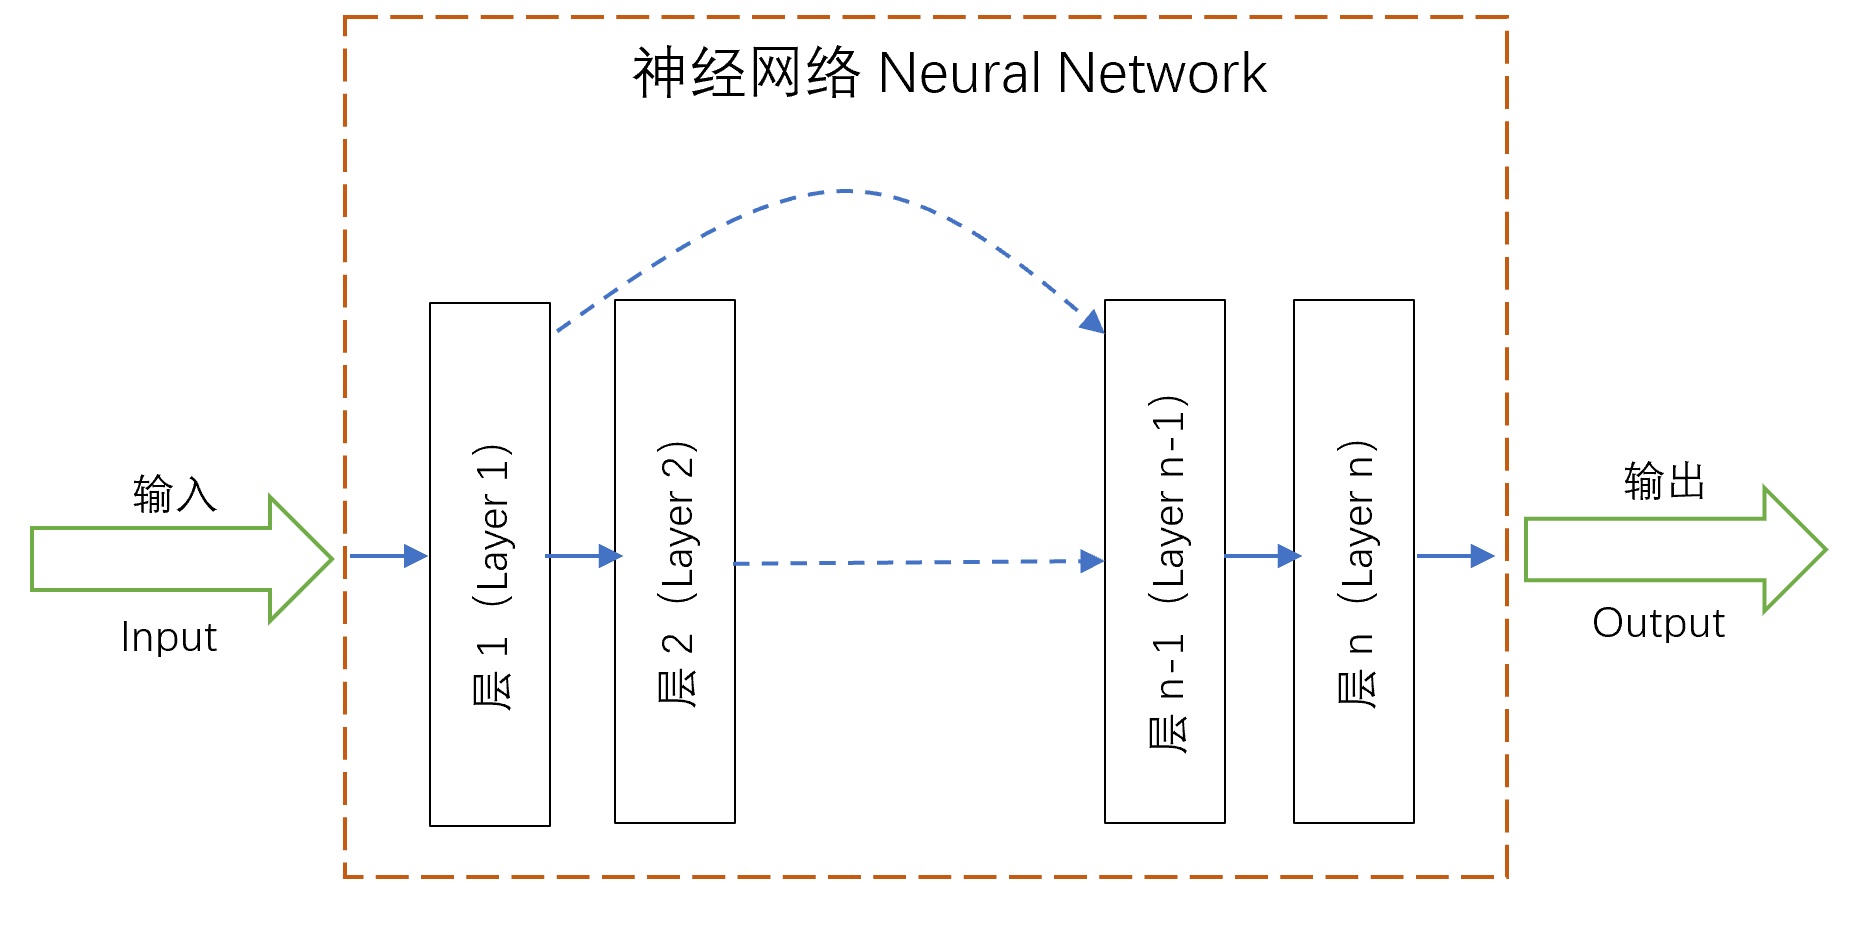 神经网络 Neural Network
输入
Input
层 1（Layer 1）
层 2（Layer 2）
层 n-1（Layer n-1）
层 n（Layer n）
输出
Output